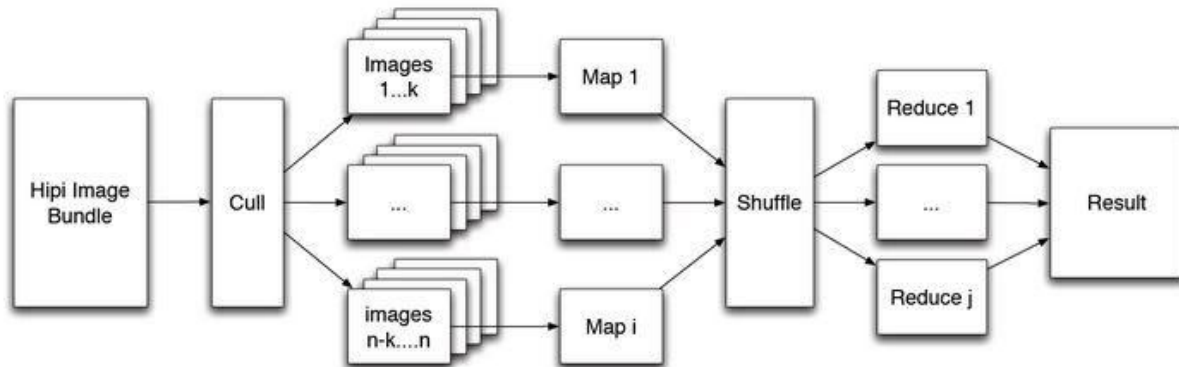 Hipi Image
Bundle
Cull
Images
1...k
...
images
n-k....n
Map 1
...
Map i
Shuffle
Reduce 1
...
Reduce j
Result